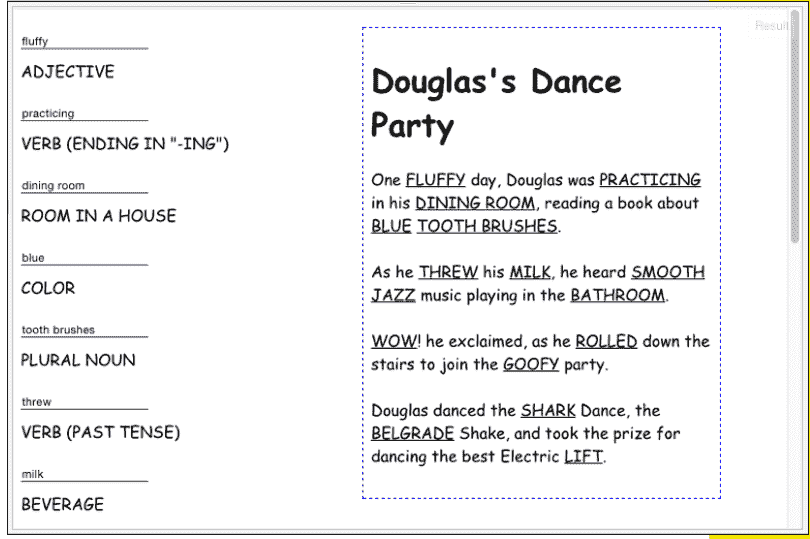 Result
fluffy
ADJECTIVE
practicing
VERB (ENDING IN "-ING")
dining room
ROOM IN A HOUSE
blue
COLOR
tooth brushes
PLURAL NOUN
threw
VERB (PAST TENSE)
milk
BEVERAGE
Douglas's Dance
Party
One FLUFFY day, Douglas was PRACTICING
in his DINING ROOM, reading a book about
BLUE TOOTH BRUSHES.
As he THREW his MILK, he heard SMOOTH
JAZZ music playing in the BATHROOM.
WOW! he exclaimed, as he ROLLED down the
stairs to join the GOOFY party.
Douglas danced the SHARK Dance, the
BELGRADE Shake, and took the prize for
dancing the best Electric LIFT.